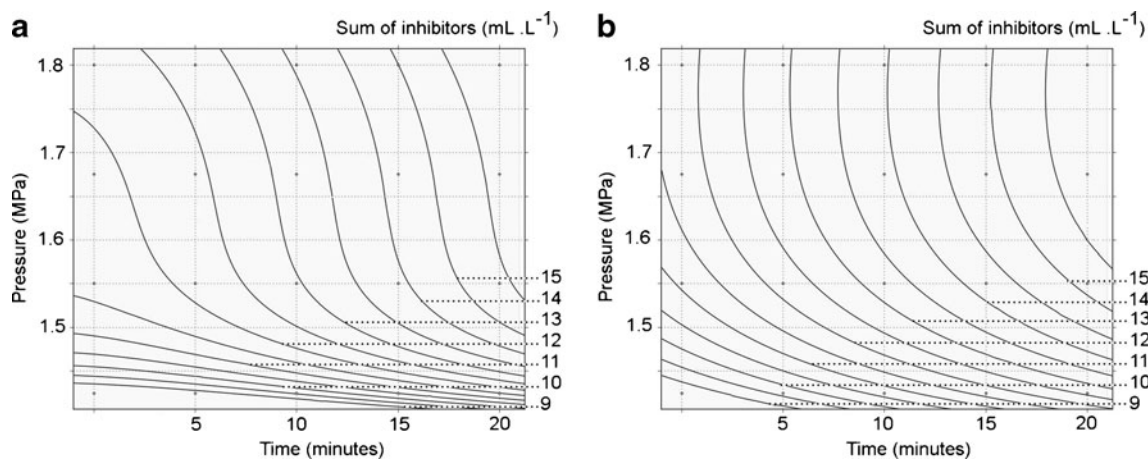 a
Sum of inhibitors (mL .L⁻¹)
1.8
1.7
1.6
1.5
Pressure (MPa)
15
14
13
12
11
10
9
5 10 15 20
Time (minutes)
b
Sum of inhibitors (mL .L⁻¹)
1.8
1.7
1.6
1.5
Pressure (MPa)
15
14
13
12
11
10
9
5 10 15 20
Time (minutes)